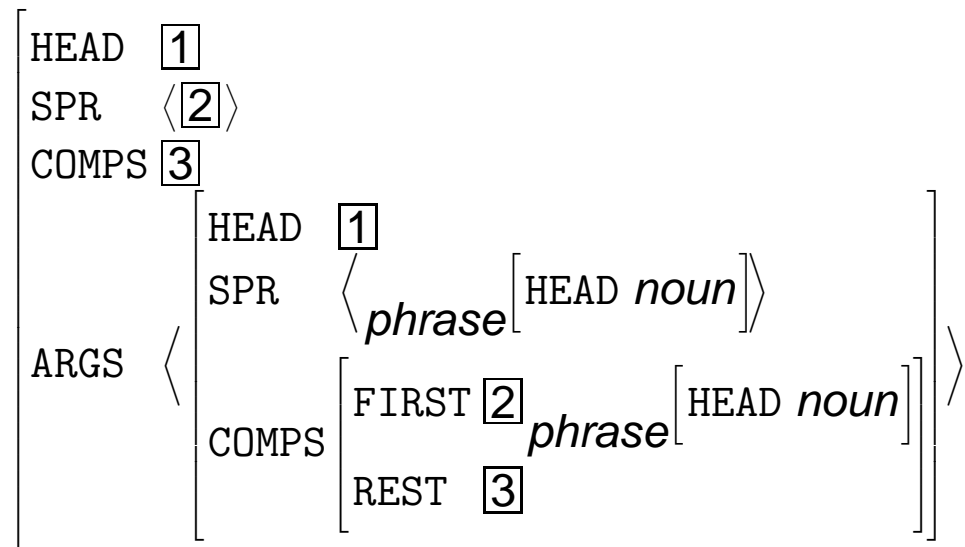 HEAD 1
SPR ⟨2⟩
COMPS 3
HEAD 1
SPR ⟨phrase[HEAD noun]⟩
ARGS ⟨
COMPS [FIRST 2 phrase[HEAD noun]
REST 3]
⟩